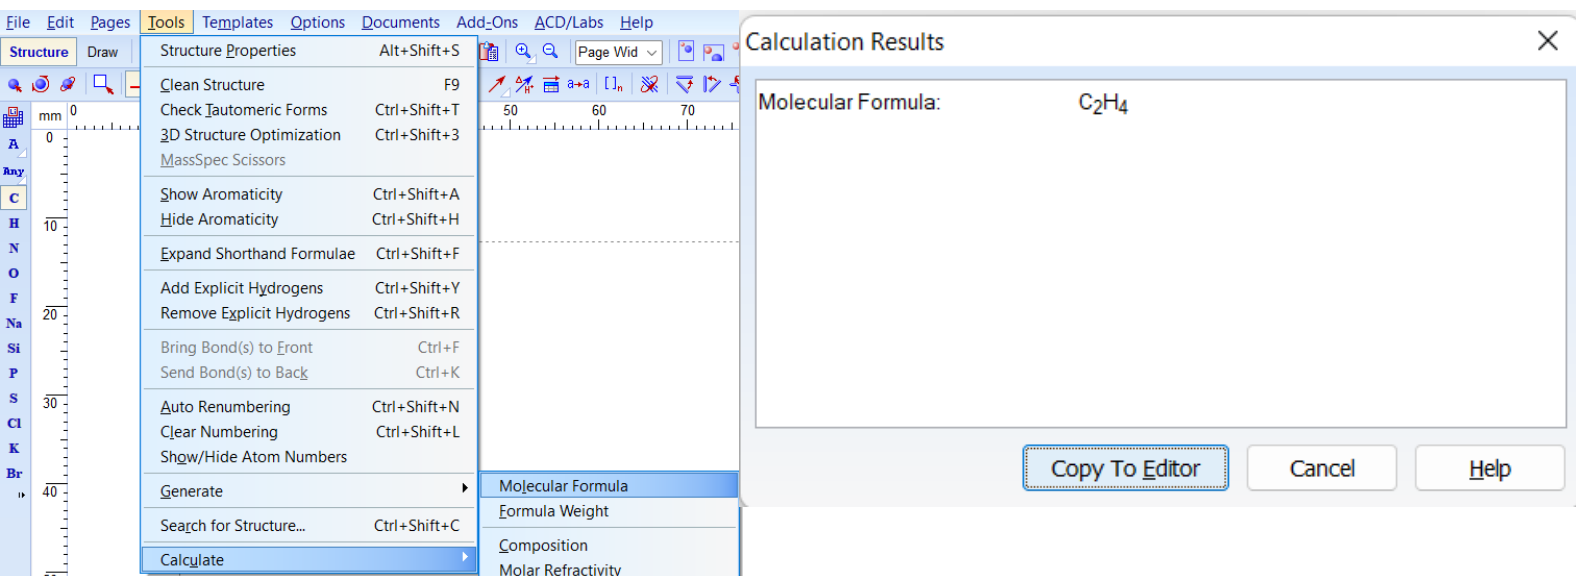 File Edit Pages Tools Templates Options Documents Add-Ons ACD/Labs Help
Structure Draw
Page Wid
mm 0 50 60 70
0
10
20
30
40
A
Any
C
H
N
O
F
Na
Si
P
S
Cl
K
Br
a→a []n
Structure Properties Alt+Shift+S
Clean Structure F9
Check Tautomeric Forms Ctrl+Shift+T
3D Structure Optimization Ctrl+Shift+3
MassSpec Scissors
Show Aromaticity Ctrl+Shift+A
Hide Aromaticity Ctrl+Shift+H
Expand Shorthand Formulae Ctrl+Shift+F
Add Explicit Hydrogens Ctrl+Shift+Y
Remove Explicit Hydrogens Ctrl+Shift+R
Bring Bond(s) to Front Ctrl+F
Send Bond(s) to Back Ctrl+K
Auto Renumbering Ctrl+Shift+N
Clear Numbering Ctrl+Shift+L
Show/Hide Atom Numbers
Generate
Search for Structure... Ctrl+Shift+C
Calculate
Molecular Formula
Formula Weight
Composition
Molar Refractivity
Calculation Results
Molecular Formula: C₂H₄
Copy To Editor Cancel Help